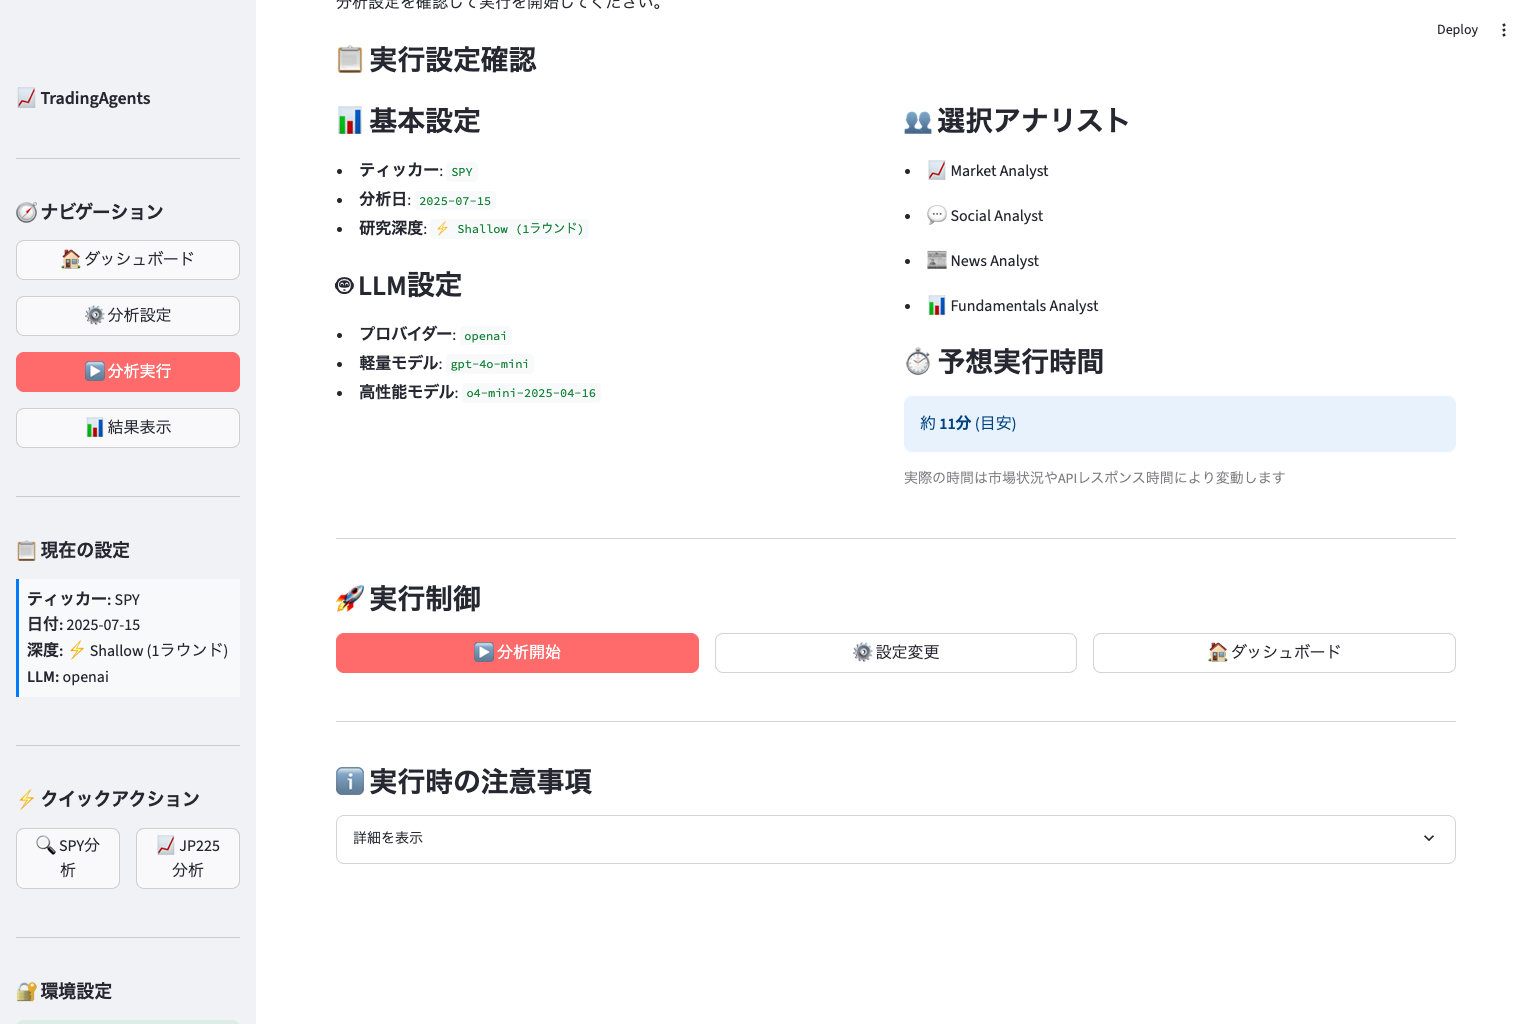 TradingAgents
ナビゲーション
ダッシュボード
分析設定
分析実行
結果表示
現在の設定
ティッカー: SPY
日付: 2025-07-15
深度: ⚡ Shallow (1ラウンド)
LLM: openai
クイックアクション
SPY分
析
JP225
分析
環境設定
Deploy
分析設定を確認して実行を開始してください。
実行設定確認
基本設定
ティッカー: SPY
分析日: 2025-07-15
研究深度: ⚡ Shallow (1ラウンド)
LLM設定
プロバイダー: openai
軽量モデル: gpt-4o-mini
高性能モデル: o4-mini-2025-04-16
選択アナリスト
Market Analyst
Social Analyst
News Analyst
Fundamentals Analyst
予想実行時間
約 11分 (目安)
実際の時間は市場状況やAPIレスポンス時間により変動します
実行制御
分析開始
設定変更
ダッシュボード
実行時の注意事項
詳細を表示